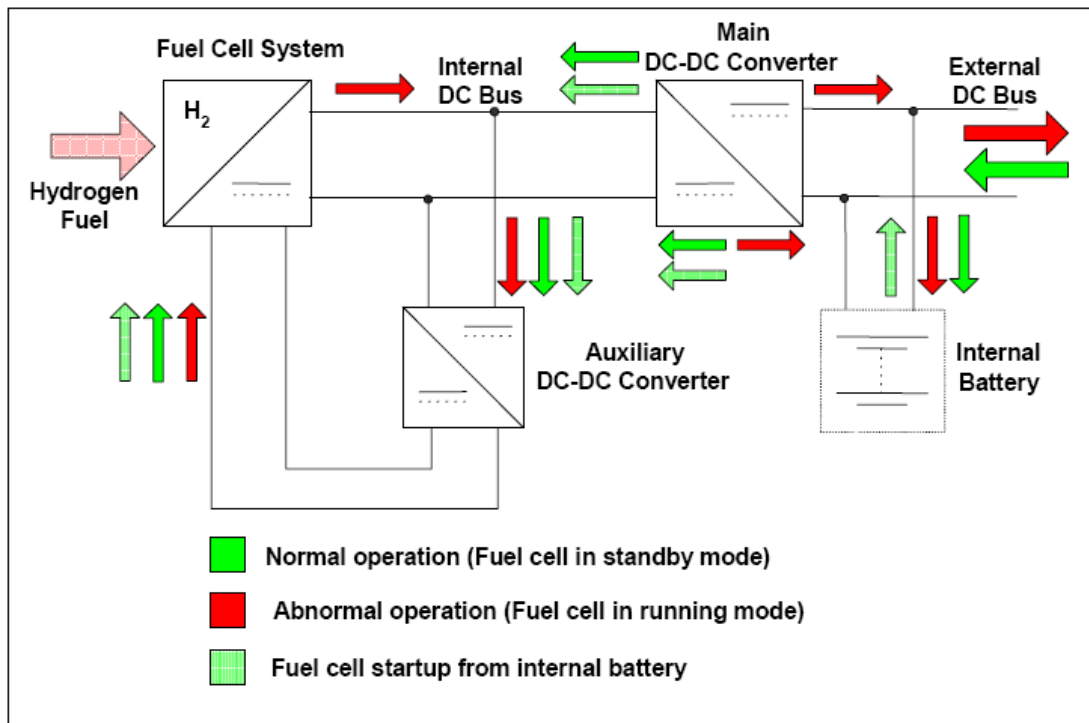 Fuel Cell System
Main
DC-DC Converter
Internal
DC Bus
External
DC Bus
H₂
Hydrogen
Fuel
Auxiliary
DC-DC Converter
Internal
Battery
Normal operation (Fuel cell in standby mode)
Abnormal operation (Fuel cell in running mode)
Fuel cell startup from internal battery